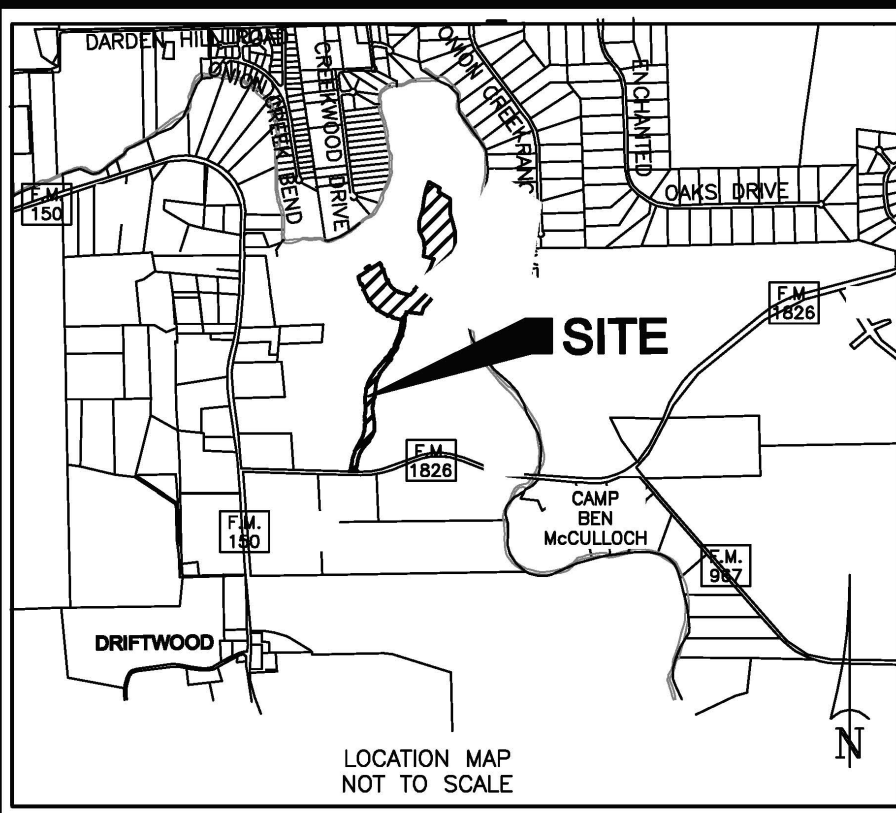 DARDEN HILL ROAD
ONION CREEK BEND
CREEKWOOD DRIVE
ONION CREEK RANC
ENCHANTED
OAKS DRIVE
F.M.
150
F.M.
1826
SITE
F.M.
1826
CAMP
BEN
McCULLOCH
F.M.
150
F.M.
967
DRIFTWOOD
LOCATION MAP
NOT TO SCALE
N